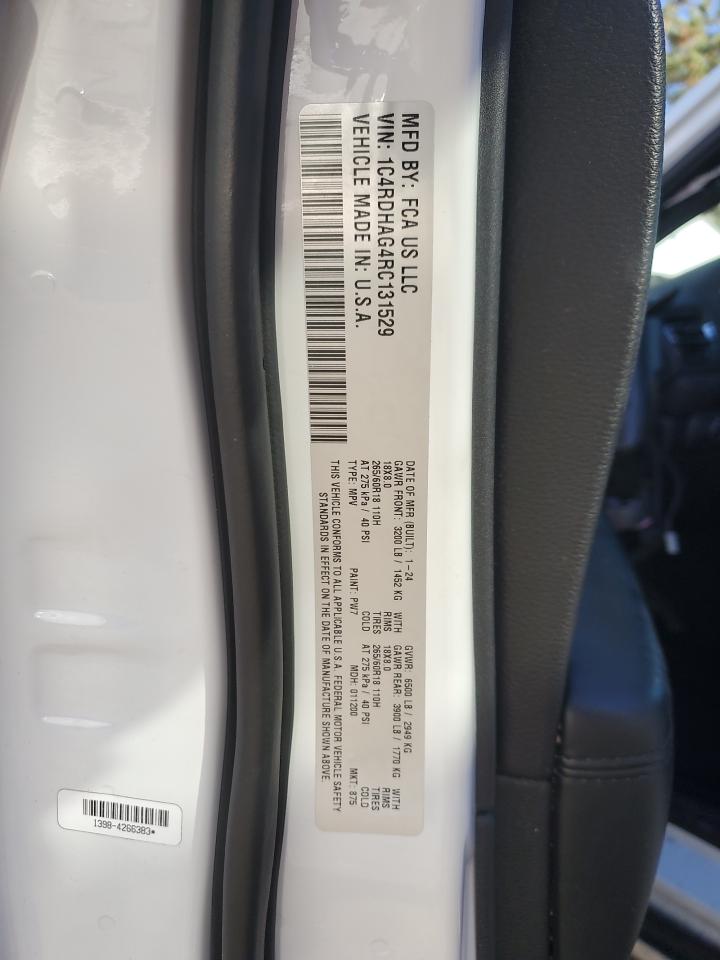 MFD BY: FCA US LLC
VIN: 1C4RDHAG4RC131529
VEHICLE MADE IN: U.S.A.
DATE OF MFR (BUILT): 1-24 GVWR: 6500 LB / 2949 KG
GAWR FRONT: 3200 LB / 1452 KG WITH GAWR REAR: 3900 LB / 1770 KG WITH
18X8.0 RIMS 18X8.0 RIMS
265/60R18 110H TIRES 265/60R18 110H TIRES
AT 275 kPa / 40 PSI COLD AT 275 kPa / 40 PSI COLD
TYPE: MPV PAINT: PW7 MDH: 011200 MKT: 875
THIS VEHICLE CONFORMS TO ALL APPLICABLE U.S.A. FEDERAL MOTOR VEHICLE SAFETY
STANDARDS IN EFFECT ON THE DATE OF MANUFACTURE SHOWN ABOVE.
1398-4266383*